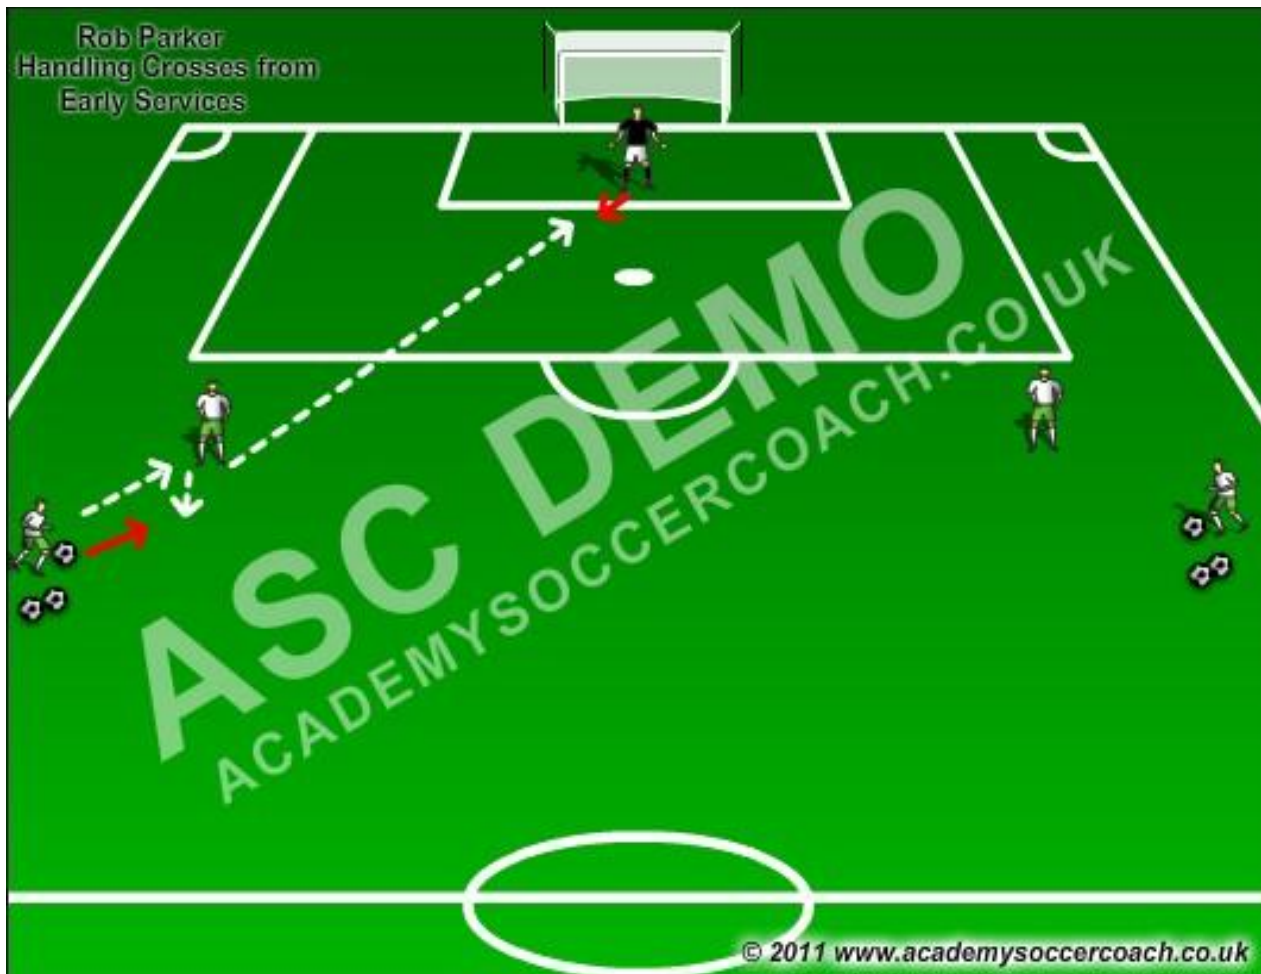 Rob Parker
Handling Crosses from
Early Services
ASC DEMO
ACADEMYSOCCERCOACH.CO.UK
© 2011 www.academysoccercoach.co.uk